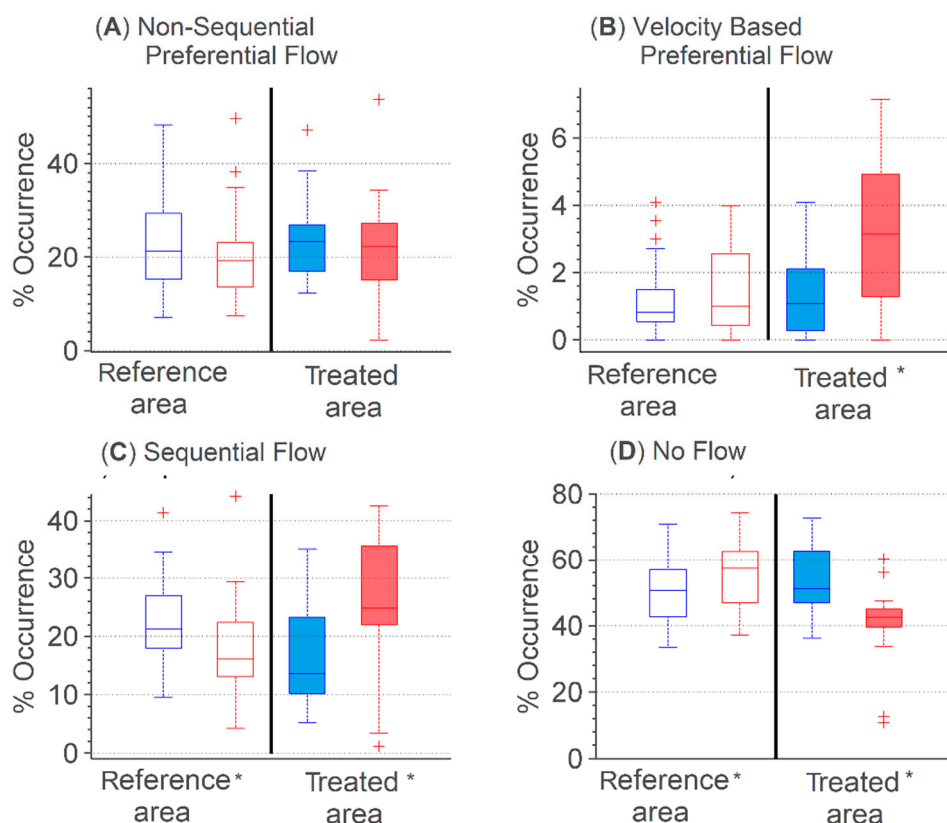 (A) Non-Sequential
Preferential Flow
% Occurrence
40
20
0
Reference
area
Treated
area
(B) Velocity Based
Preferential Flow
% Occurrence
6
4
2
0
Reference
area
Treated *
area
(C) Sequential Flow
% Occurrence
40
30
20
10
0
Reference *
area
Treated *
area
(D) No Flow
% Occurrence
80
60
40
20
0
Reference *
area
Treated *
area